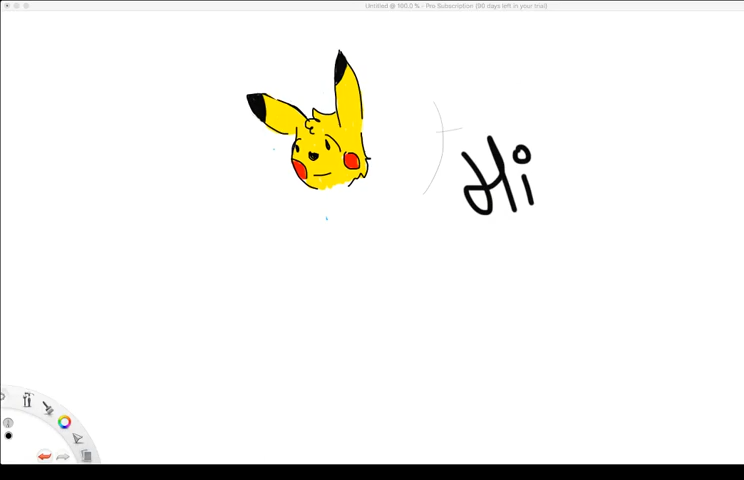 Untitled @ 100,0 % - Pro Subscription (90 days left in your trial)
Hi